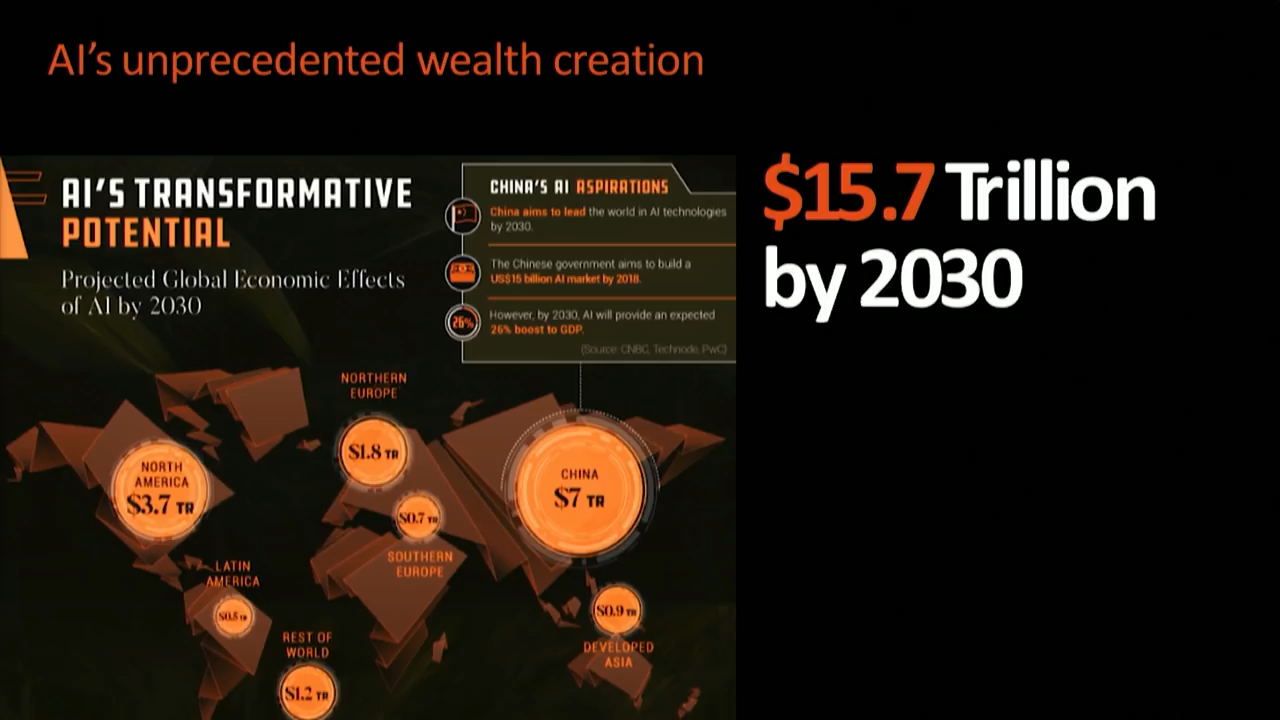 AI's unprecedented wealth creation
AI'S TRANSFORMATIVE
POTENTIAL
Projected Global Economic Effects
of AI by 2030
CHINA'S AI ASPIRATIONS
China aims to lead the world in AI technologies
by 2030.
The Chinese government aims to build a
US$15 billion AI market by 2018.
26%
However, by 2030, AI will provide an expected
26% boost to GDP.
(Source: CNBC, Technode, PwC)
$15.7 Trillion
by 2030
NORTHERN
EUROPE
$1.8 TR
NORTH
AMERICA
$3.7 TR
CHINA
$7 TR
$0.7 TR
SOUTHERN
EUROPE
LATIN
AMERICA
$0.5 TR
$0.9 TR
DEVELOPED
ASIA
REST OF
WORLD
$1.2 TR